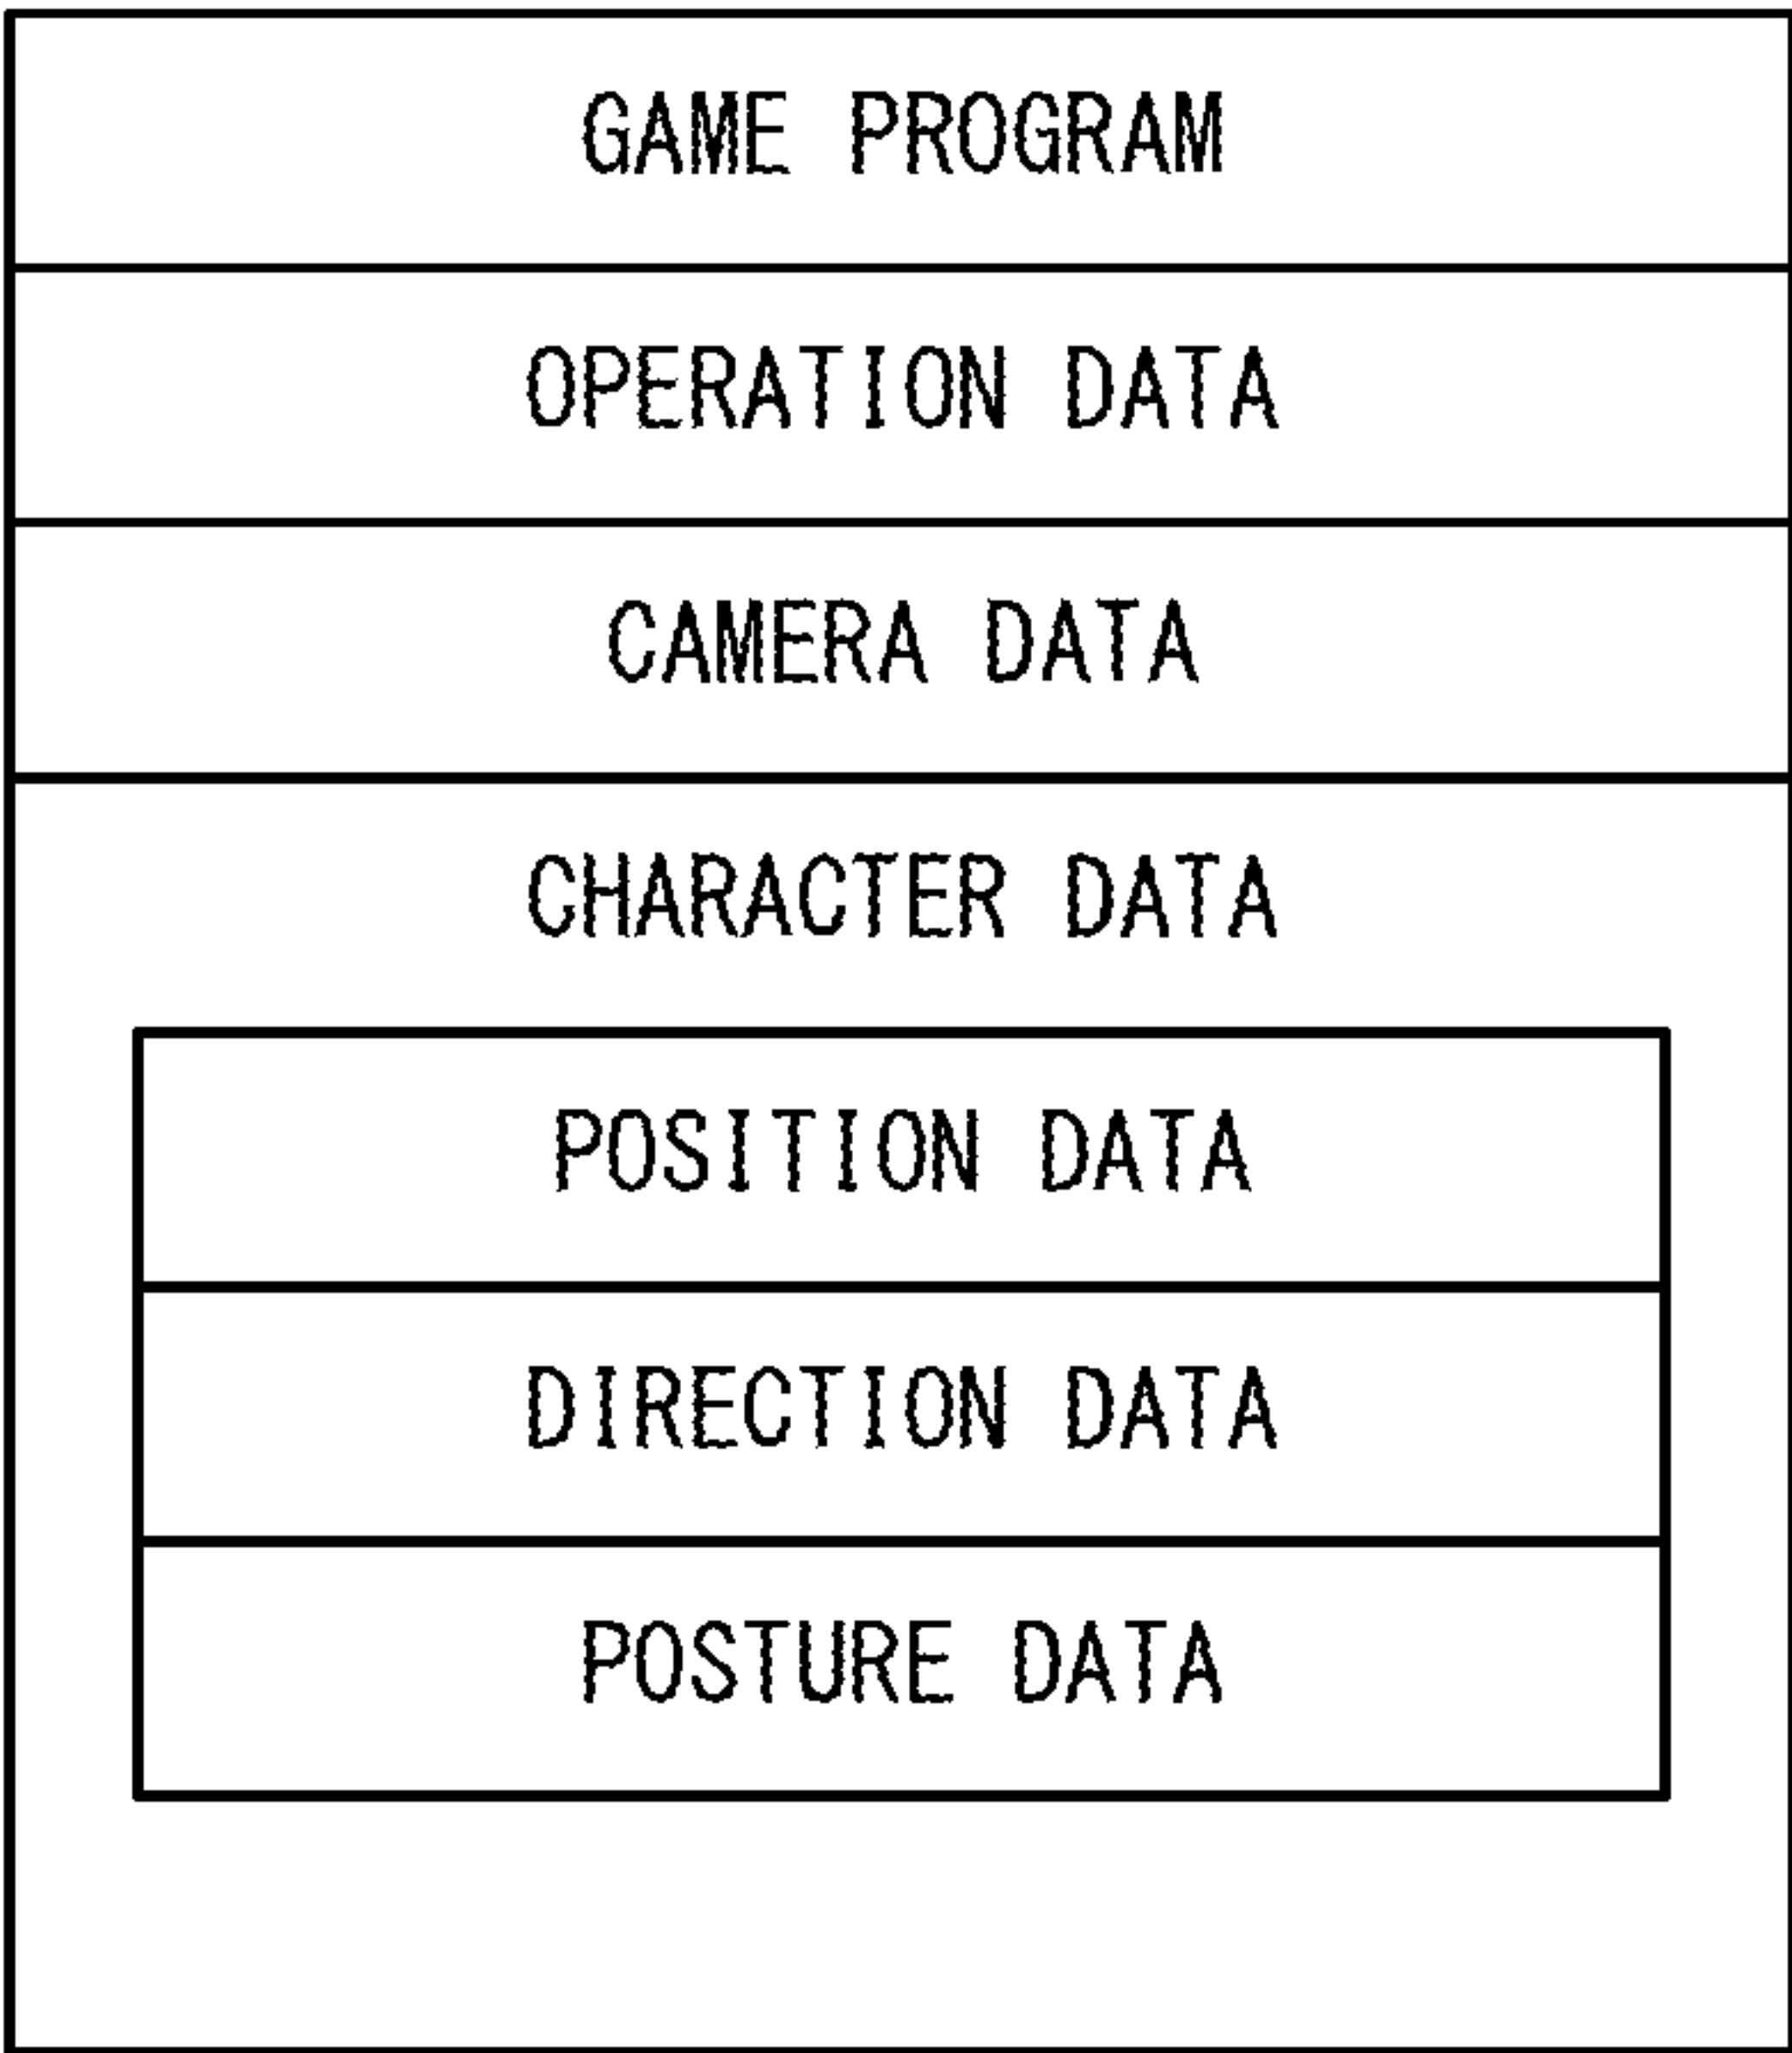 GAME PROGRAM
OPERATION DATA
CAMERA DATA
CHARACTER DATA
POSITION DATA
DIRECTION DATA
POSTURE DATA